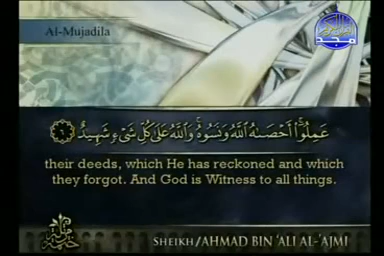 Al-Mujadila
عَمِلُوٓا۟ ۚ أَحْصَىٰهُ ٱللَّهُ وَنَسُوهُ ۚ وَٱللَّهُ عَلَىٰ كُلِّ شَىْءٍ شَهِيدٌ ٦
their deeds, which He has reckoned and which
they forgot. And God is Witness to all things.
SHEIKH/AHMAD BIN 'ALI AL-'AJMI